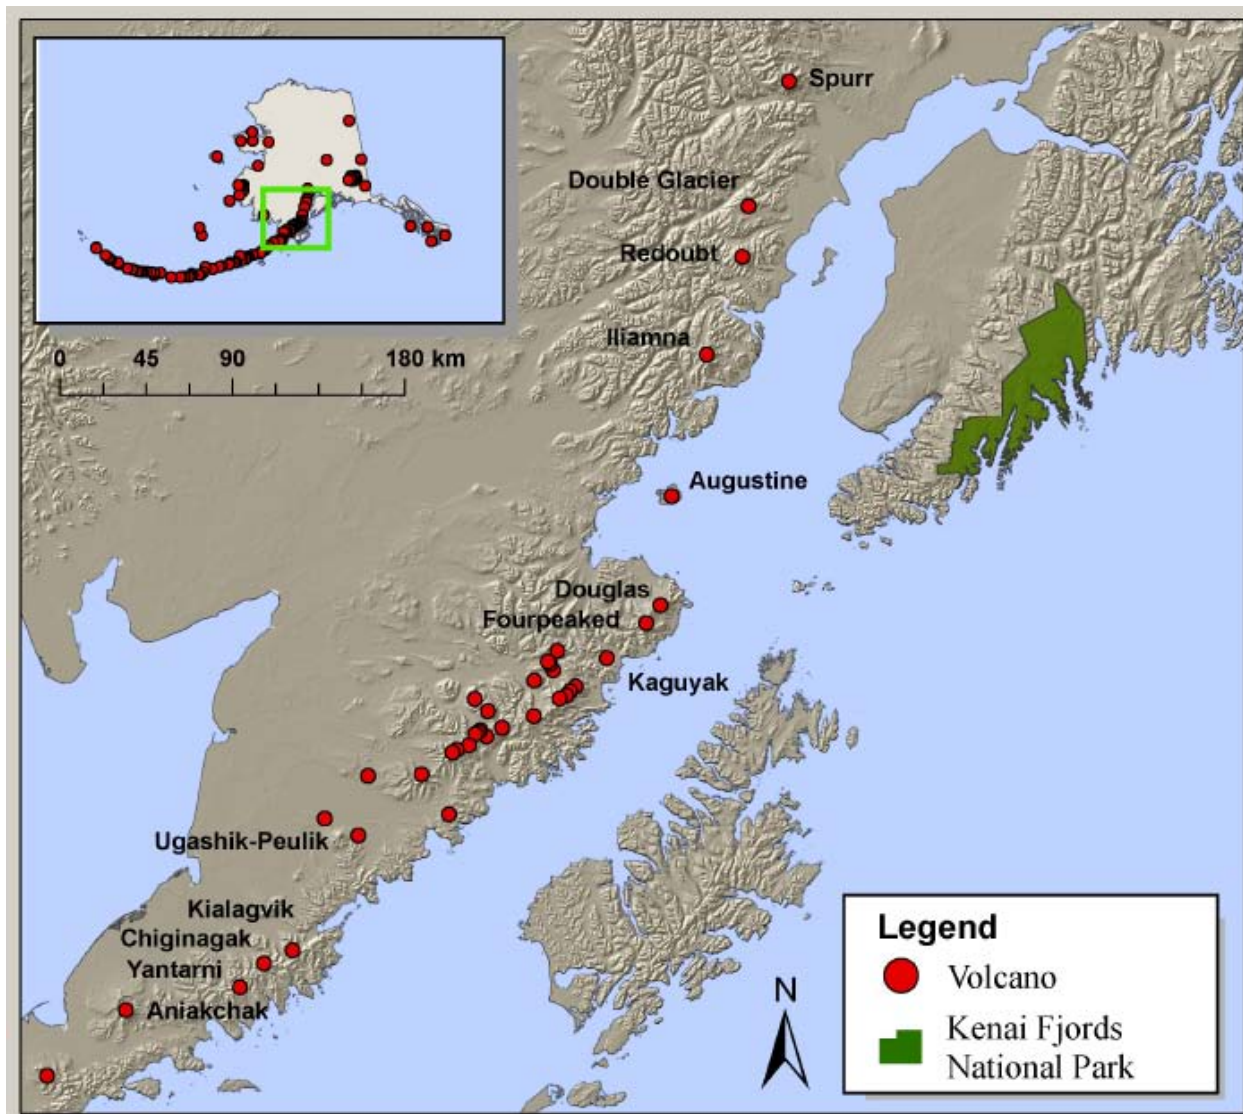 Spurr
Double Glacier
Redoubt
Iliamna
0 45 90 180 km
Augustine
Douglas
Fourpeaked
Kaguyak
Ugashik-Peulik
Kialagvik
Chiginagak
Yantarni
Aniakchak
N
Legend
Volcano
Kenai Fjords
National Park